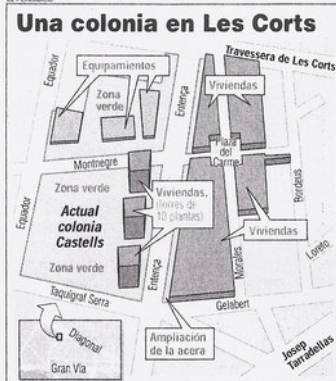 Una colonia en Les Corts
Travessera de Les Corts
Equador
Equipamientos
Entença
Viviendas
Zona
verde
Plaza
del
Carme
Montnegre
Bordeus
Zona verde
Viviendas,
(torres de
10 plantas)
Equador
Actual
colonia
Castells
Viviendas
Loreto
Morales
Zona verde
Entença
Taquígraf Serra
Gelabert
Diagonal
Gran Vía
Ampliación
de la acera
Josep
Tarradellas